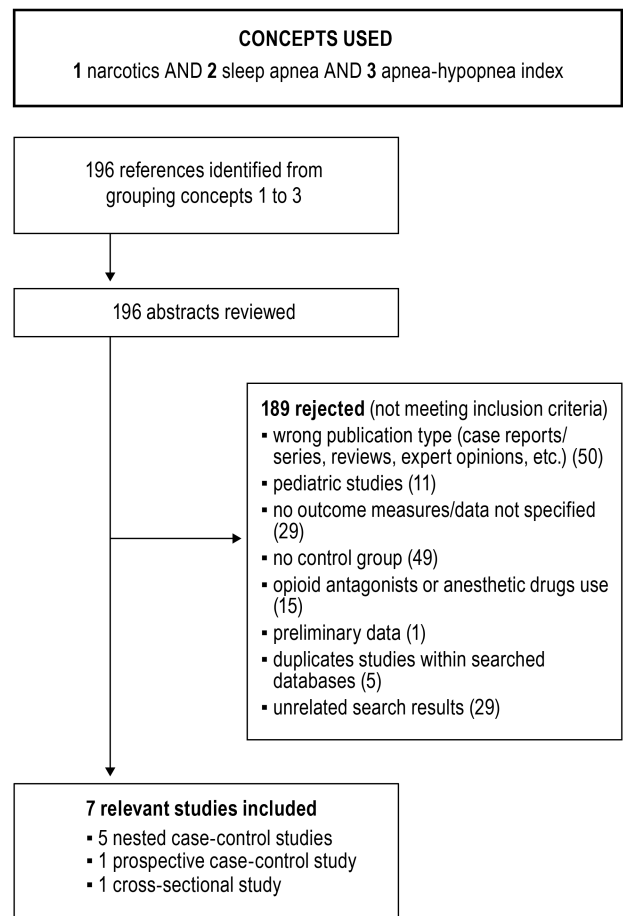 CONCEPTS USED
1 narcotics AND 2 sleep apnea AND 3 apnea-hypopnea index
196 references identified from
grouping concepts 1 to 3
196 abstracts reviewed
189 rejected (not meeting inclusion criteria)
▪ wrong publication type (case reports/
series, reviews, expert opinions, etc.) (50)
▪ pediatric studies (11)
▪ no outcome measures/data not specified
(29)
▪ no control group (49)
▪ opioid antagonists or anesthetic drugs use
(15)
▪ preliminary data (1)
▪ duplicates studies within searched
databases (5)
▪ unrelated search results (29)
7 relevant studies included
▪ 5 nested case-control studies
▪ 1 prospective case-control study
▪ 1 cross-sectional study